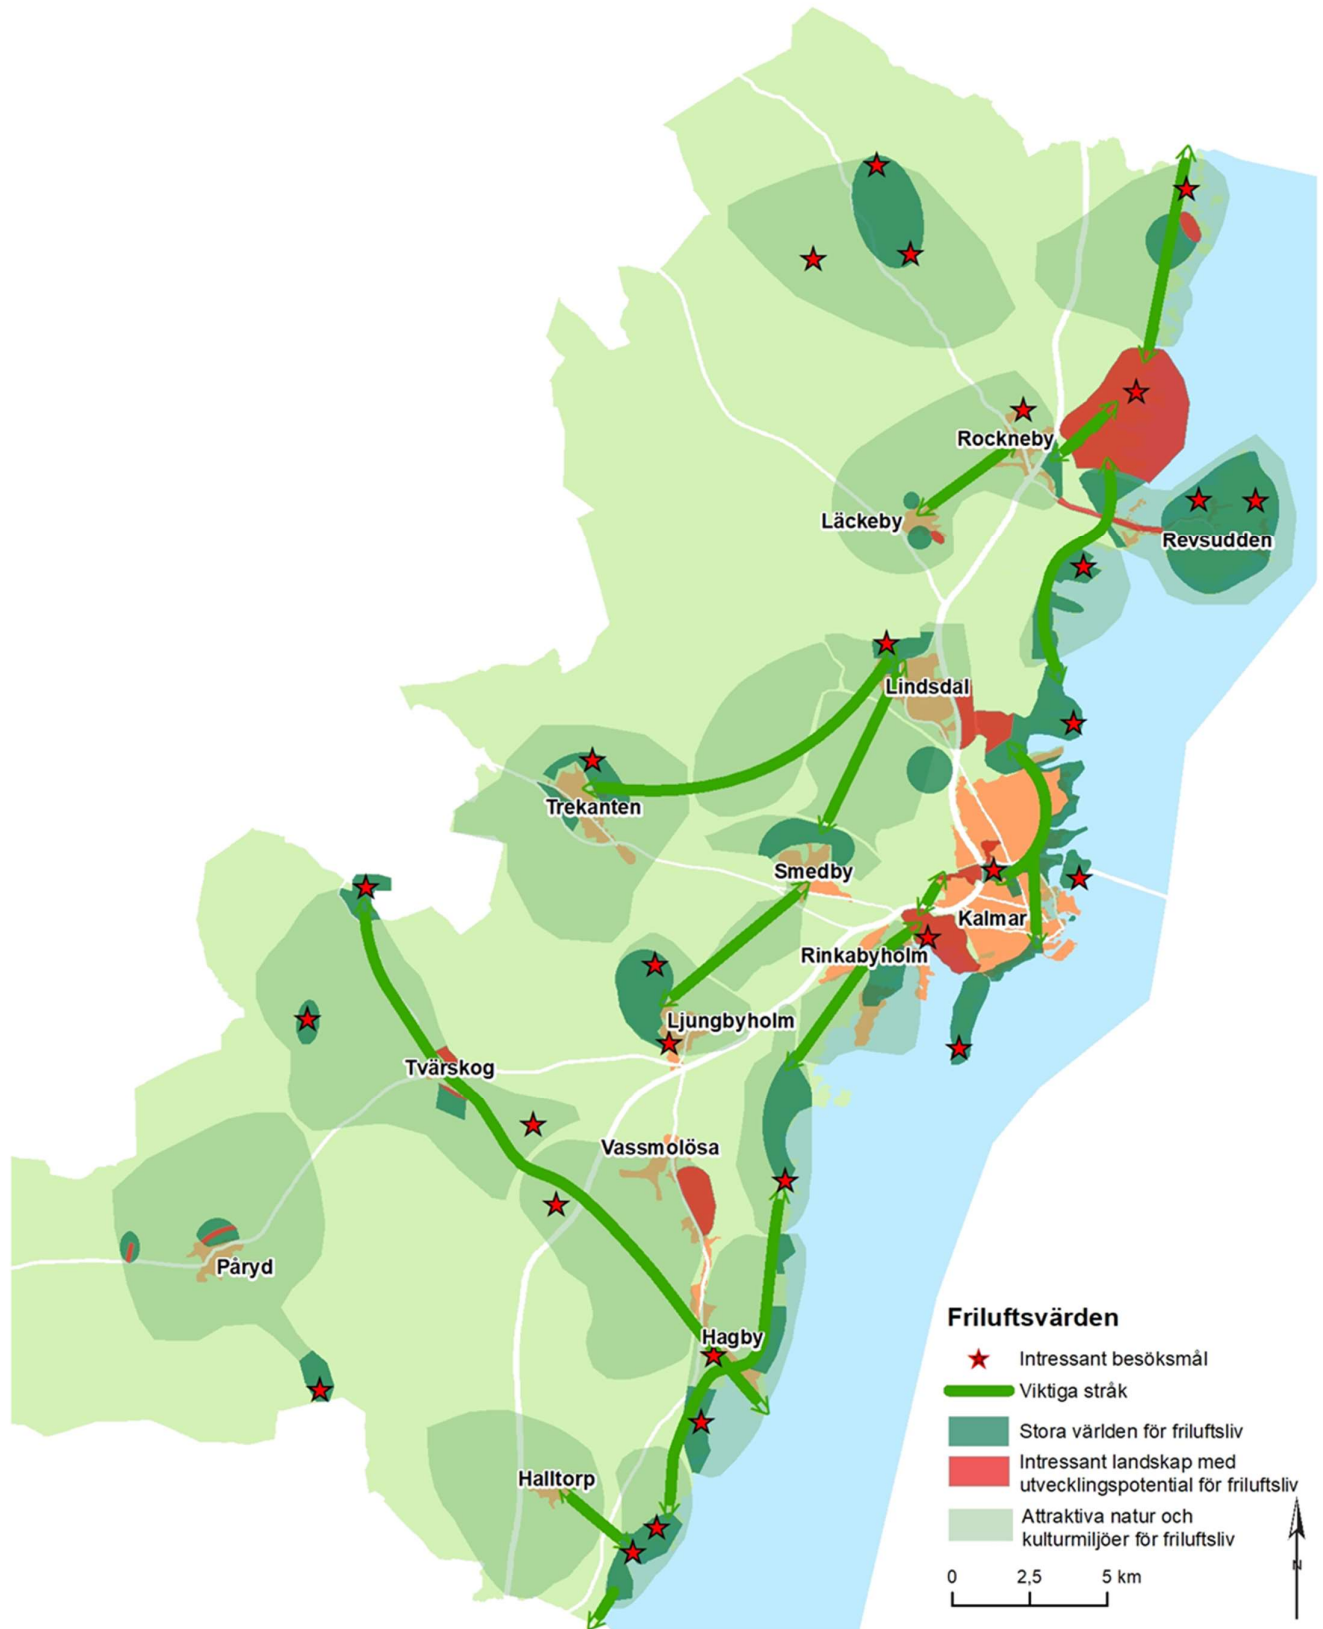 Rockneby
Läckeby
Revsudden
Lindsdal
Trekanten
Smedby
Kalmar
Rinkabyholm
Ljungbyholm
Tvärskog
Vassmolösa
Påryd
Hagby
Halltorp
Friluftsvärden
Intressant besöksmål
Viktiga stråk
Stora världen för friluftsliv
Intressant landskap med
utvecklingspotential för friluftsliv
Attraktiva natur och
kulturmiljöer för friluftsliv
0 2,5 5 km
N